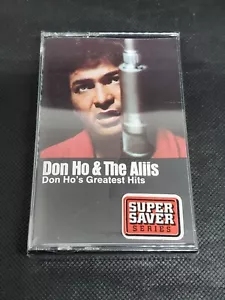 Don Ho & The Aliis
Don Ho's Greatest Hits
SUPER
SAVER
SERIES